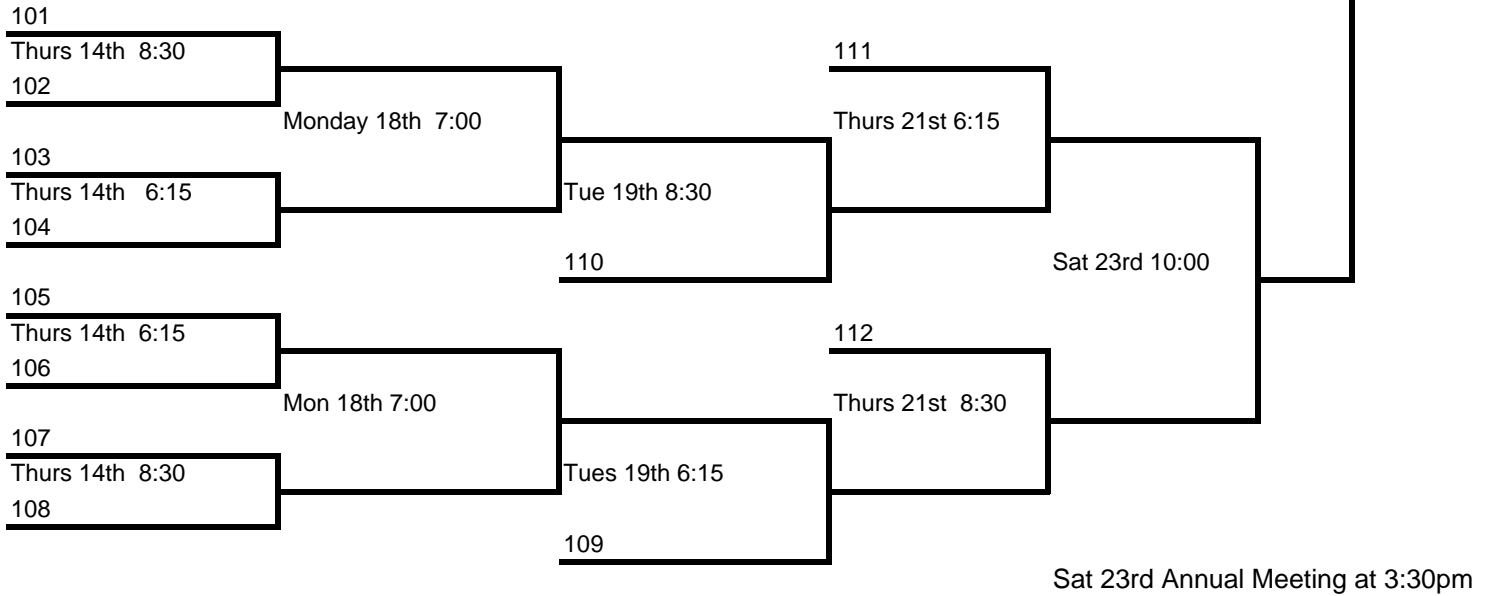 101
Thurs 14th  8:30
111
102
Monday 18th  7:00
Thurs 21st 6:15
103
Thurs 14th   6:15
Tue 19th 8:30
104
110
Sat 23rd 10:00
105
Thurs 14th  6:15
112
106
Mon 18th 7:00
Thurs 21st  8:30
107
Thurs 14th  8:30
Tues 19th 6:15
108
109
Sat 23rd Annual Meeting at 3:30pm